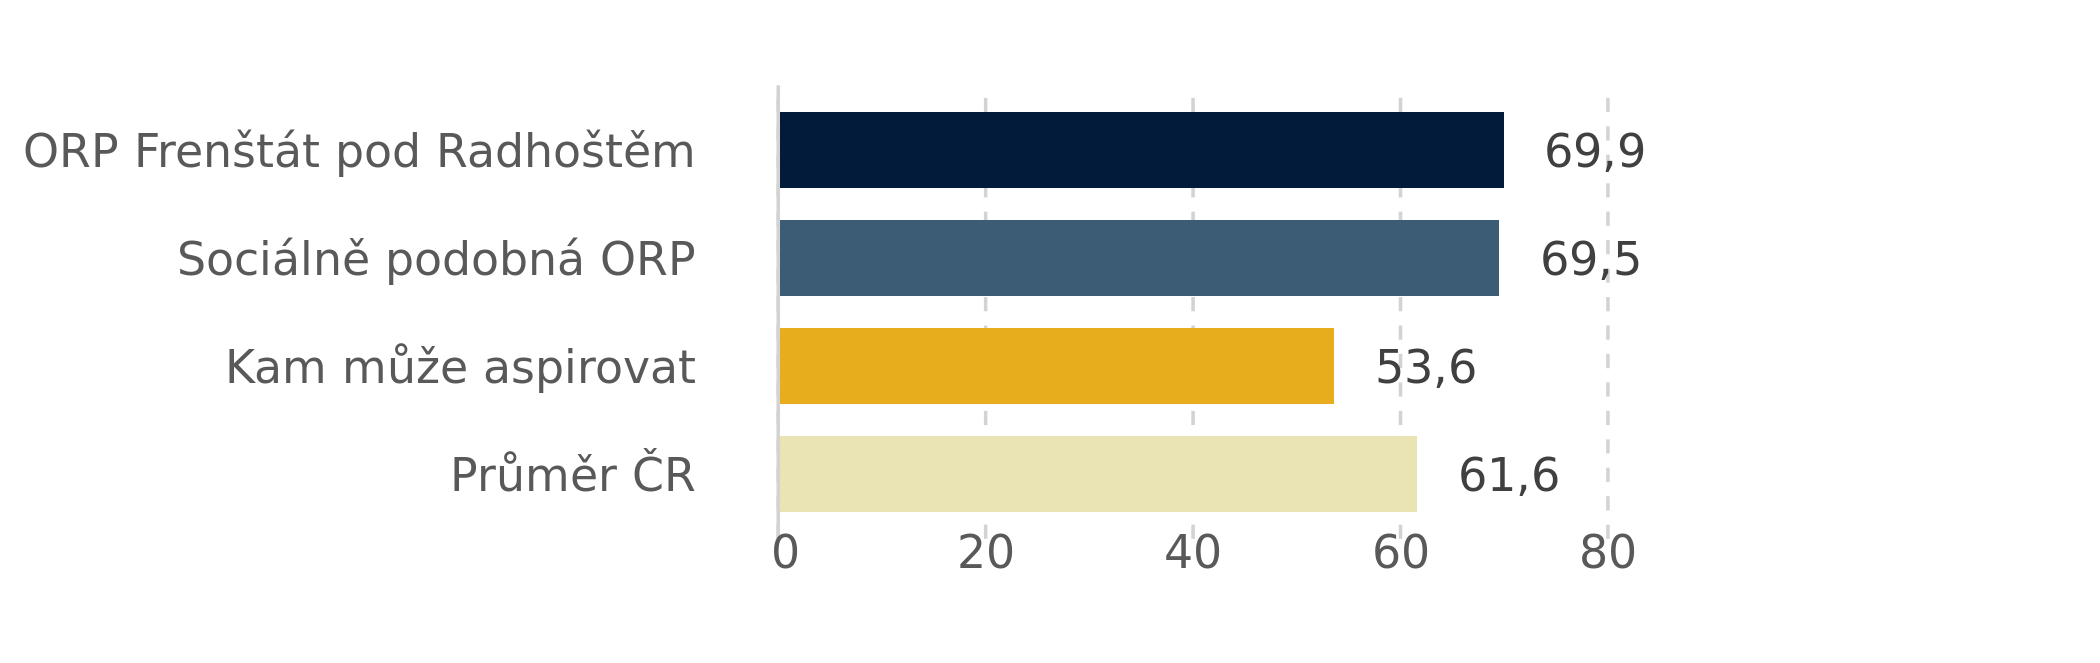 ORP Frenštát pod Radhoštěm 69,9
Sociálně podobná ORP 69,5
Kam může aspirovat 53,6
Průměr ČR 61,6
0 20 40 60 80